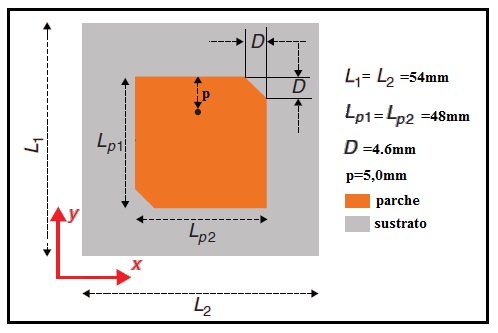 D
D
p
L1
Lp1
Lp2
L2
y
x
L1= L2 =54mm
Lp1=Lp2 =48mm
D =4.6mm
p=5,0mm
parche
sustrato